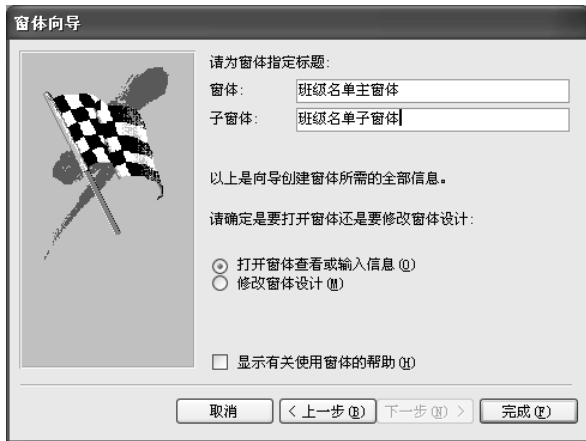 窗体向导
请为窗体指定标题:
窗体: 班级名单主窗体
子窗体: 班级名单子窗体
以上是向导创建窗体所需的全部信息。
请确定是要打开窗体还是要修改窗体设计:
打开窗体查看或输入信息(O)
修改窗体设计(M)
显示有关使用窗体的帮助(H)
取消 < 上一步(B) 下一步(N) > 完成(F)